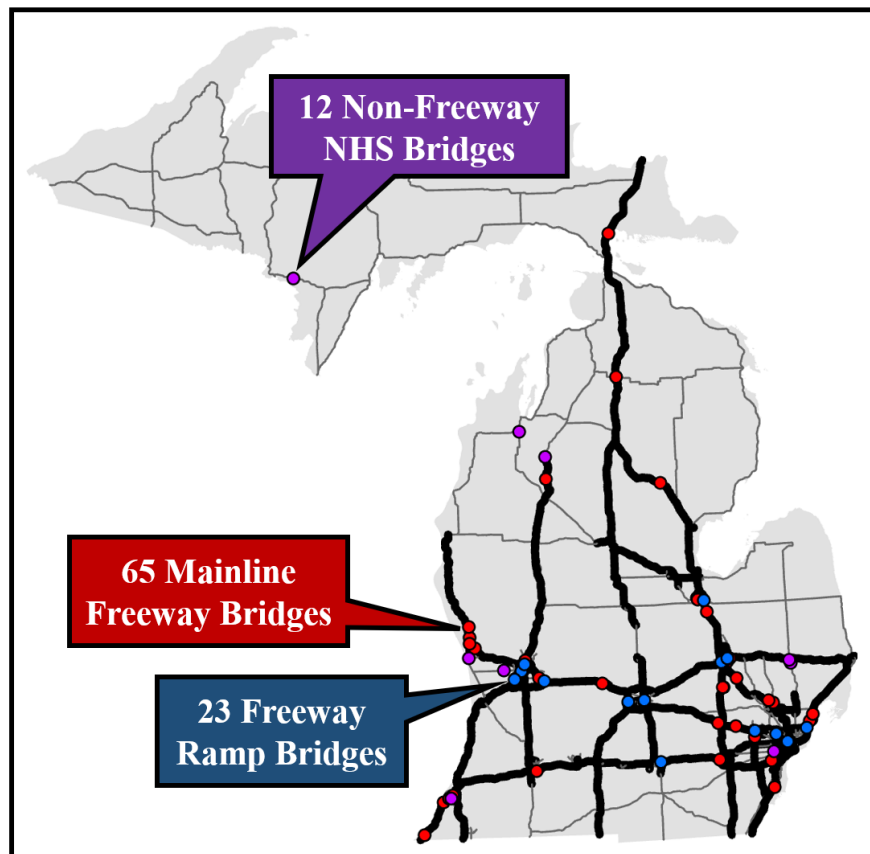 12 Non-Freeway
NHS Bridges
65 Mainline
Freeway Bridges
23 Freeway
Ramp Bridges